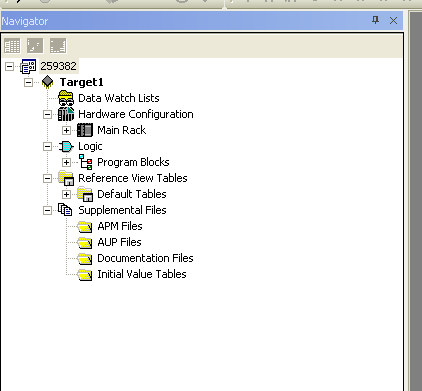 Navigator
259382
Target1
Data Watch Lists
Hardware Configuration
Main Rack
Logic
Program Blocks
Reference View Tables
Default Tables
Supplemental Files
APM Files
AUP Files
Documentation Files
Initial Value Tables